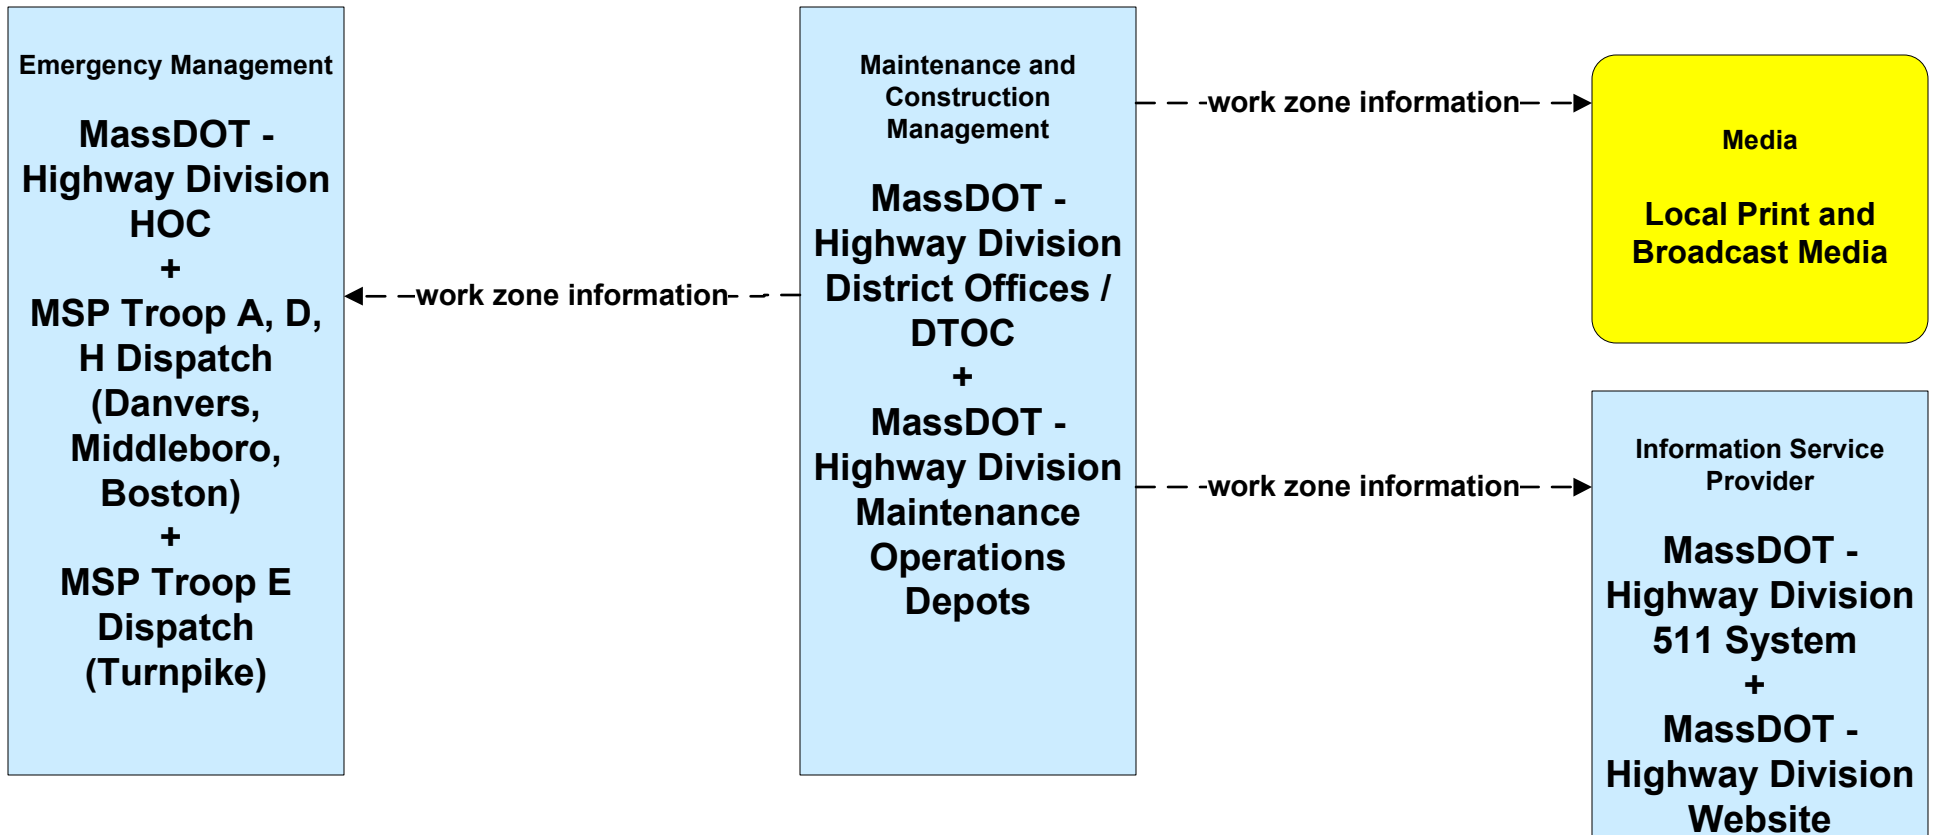 Emergency Management
MassDOT -
Highway Division
HOC
+
MSP Troop A, D,
H Dispatch
(Danvers,
Middleboro,
Boston)
+
MSP Troop E
Dispatch
(Turnpike)
work zone information
Maintenance and
Construction
Management
MassDOT -
Highway Division
District Offices /
DTOC
+
MassDOT -
Highway Division
Maintenance
Operations
Depots
work zone information
Media
Local Print and
Broadcast Media
work zone information
Information Service
Provider
MassDOT -
Highway Division
511 System
+
MassDOT -
Highway Division
Website